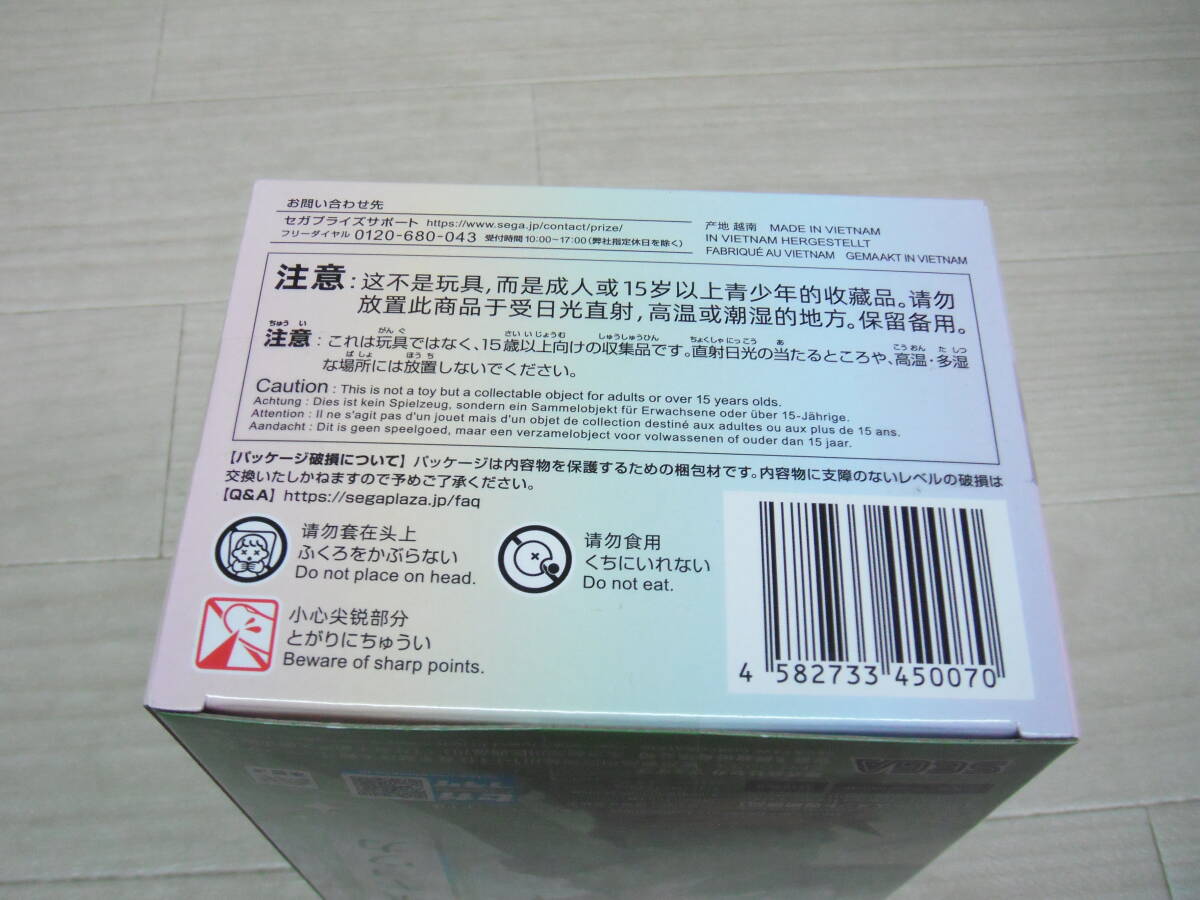 お問い合わせ先
セガプライズサポート https://www.sega.jp/contact/prize/
フリーダイヤル 0120-680-043 受付時間10:00~17:00(弊社指定休日を除く)
产地 越南 MADE IN VIETNAM
IN VIETNAM HERGESTELLT
FABRIQUÉ AU VIETNAM GEMAAKT IN VIETNAM
注意:这不是玩具,而是成人或15岁以上青少年的收藏品。请勿
放置此商品于受日光直射,高温或潮湿的地方。保留备用。
注意:これは玩具ではなく、15歳以上向けの収集品です。直射日光の当たるところや、高温・多湿
な場所には放置しないでください。
Caution : This is not a toy but a collectable object for adults or over 15 years olds.
Achtung : Dies ist kein Spielzeug, sondern ein Sammelobjekt für Erwachsene oder über 15-Jährige.
Attention : Il ne s'agit pas d'un jouet mais d'un objet de collection destiné aux adultes ou aux plus de 15 ans.
Aandacht : Dit is geen speelgoed, maar een verzamelobject voor volwassenen of ouder dan 15 jaar.
【パッケージ破損について】パッケージは内容物を保護するための梱包材です。内容物に支障のないレベルの破損は
交換いたしかねますので予めご了承ください。
【Q&A】https://segaplaza.jp/faq
请勿套在头上
ふくろをかぶらない
Do not place on head.
请勿食用
くちにいれない
Do not eat.
小心尖锐部分
とがりにちゅうい
Beware of sharp points.
4 582733 450070
SEGA